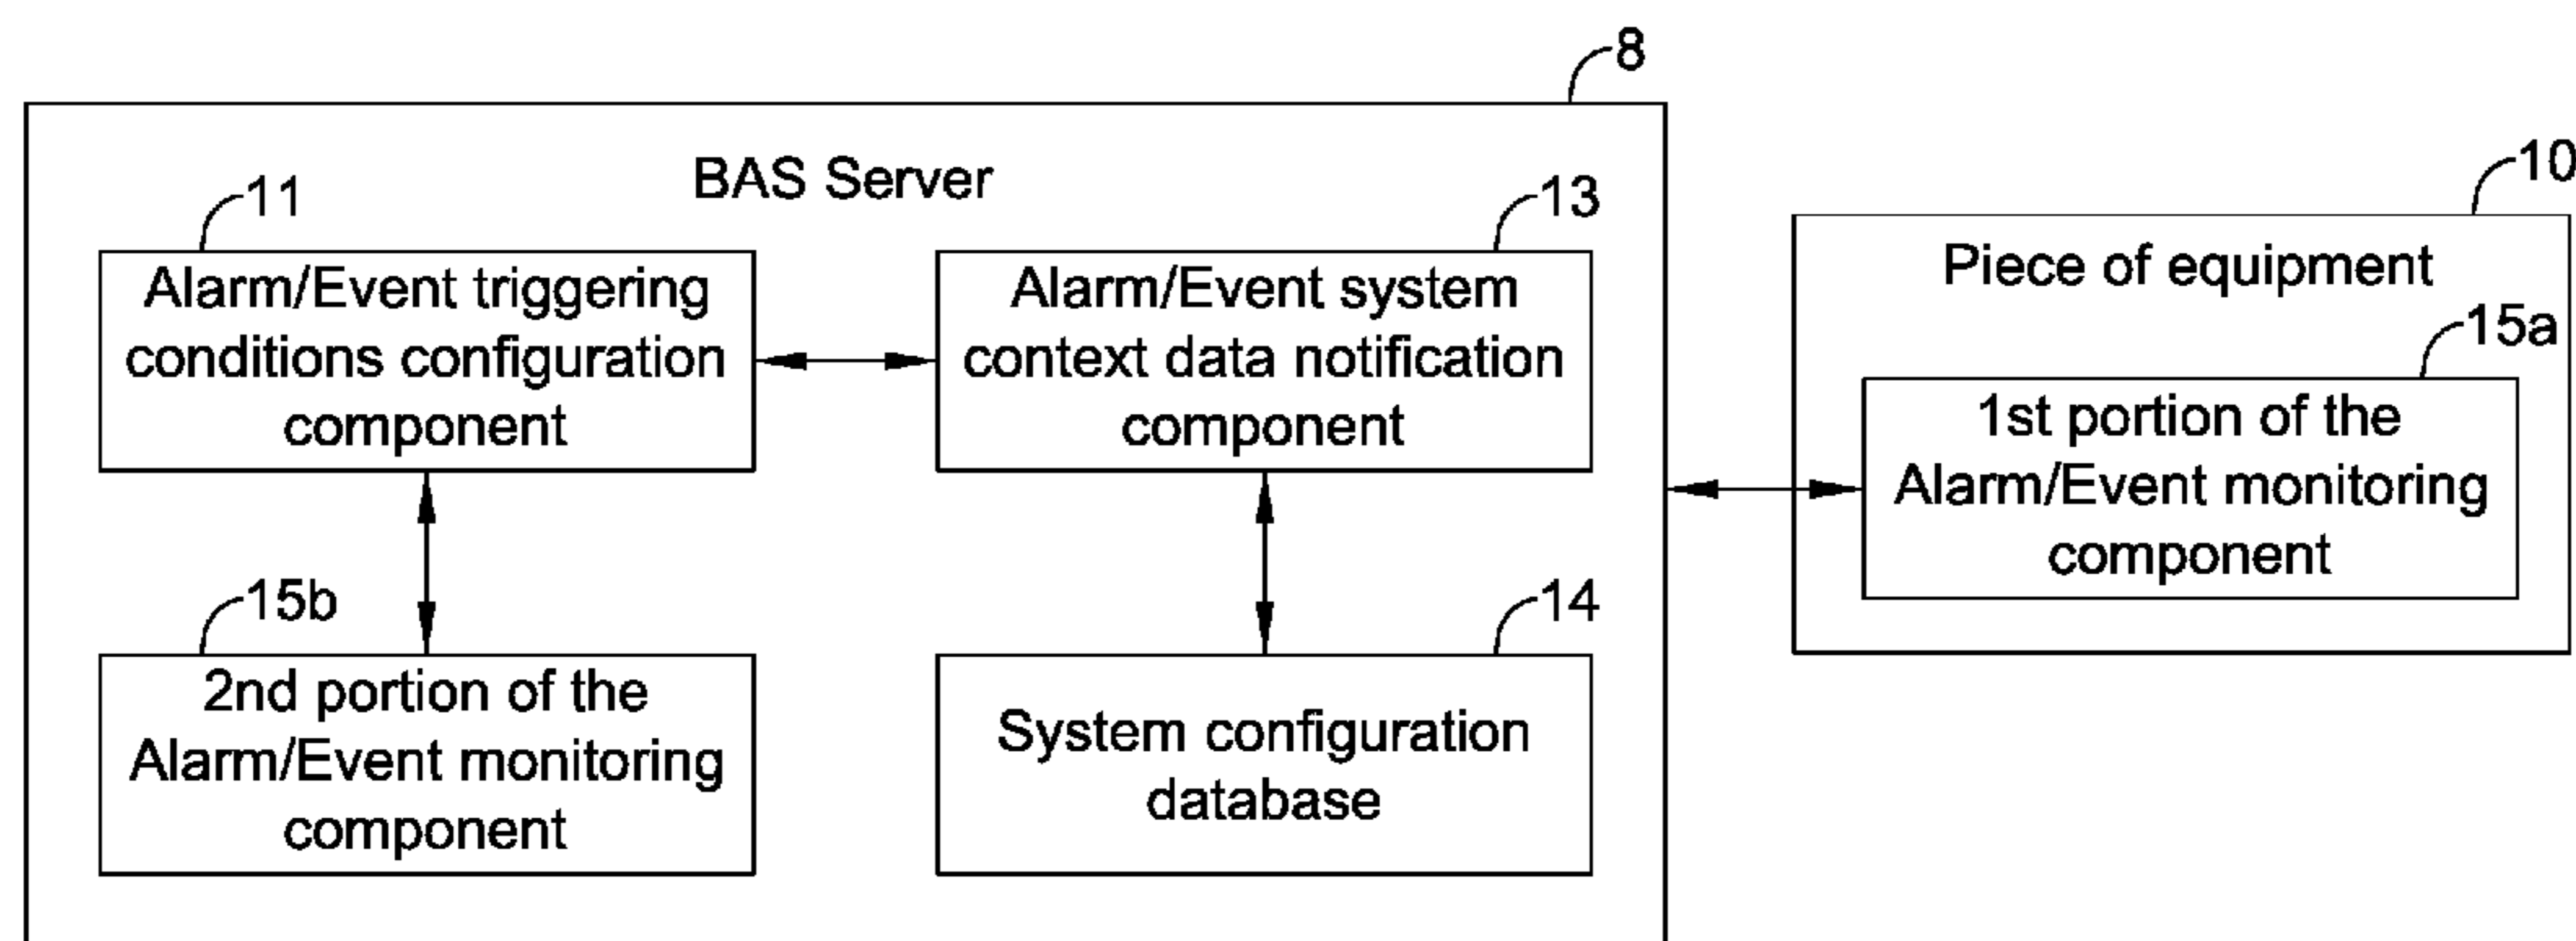 8
BAS Server
11
Alarm/Event triggering
conditions configuration
component
13
Alarm/Event system
context data notification
component
15b
2nd portion of the
Alarm/Event monitoring
component
14
System configuration
database
10
Piece of equipment
15a
1st portion of the
Alarm/Event monitoring
component